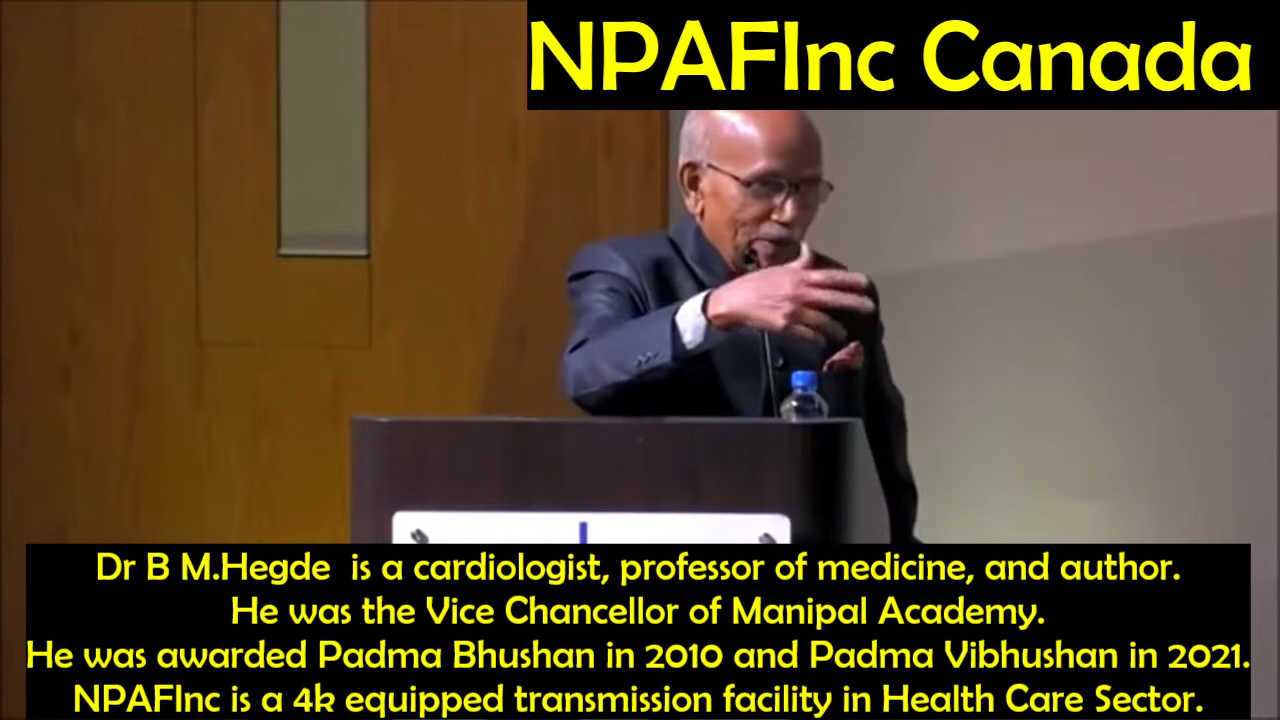 NPAFInc Canada
Dr B M.Hegde is a cardiologist, professor of medicine, and author.
He was the Vice Chancellor of Manipal Academy.
He was awarded Padma Bhushan in 2010 and Padma Vibhushan in 2021.
NPAFInc is a 4k equipped transmission facility in Health Care Sector.